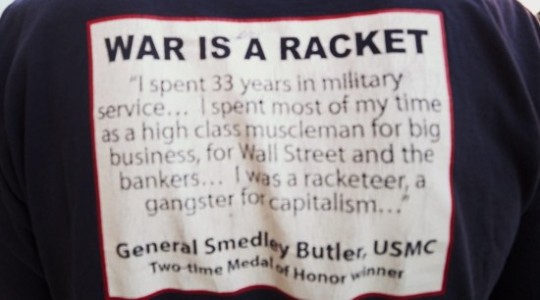 WAR IS A RACKET
“I spent 33 years in military
service... I spent most of my time
as a high class muscleman for big
business, for Wall Street and the
bankers... I was a racketeer, a
gangster for capitalism...”
General Smedley Butler, USMC
Two-time Medal of Honor winner